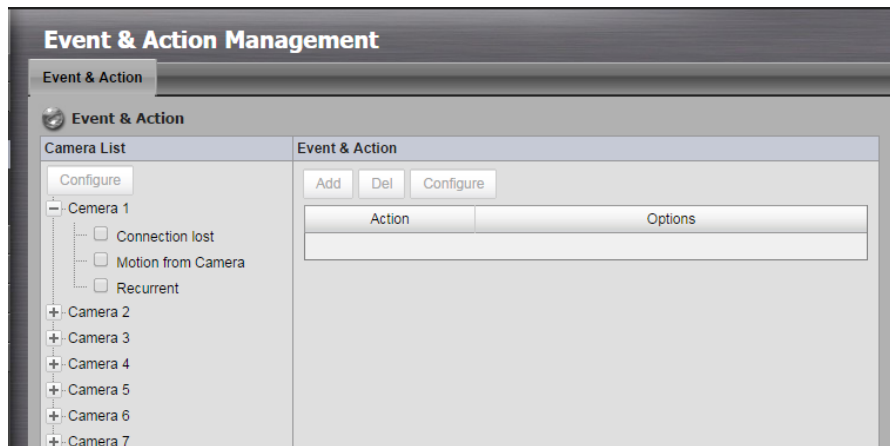 Event & Action Management
Event & Action
Event & Action
Camera List
Event & Action
Configure
Add Del Configure
Action Options
Cemera 1
Connection lost
Motion from Camera
Recurrent
Camera 2
Camera 3
Camera 4
Camera 5
Camera 6
Camera 7